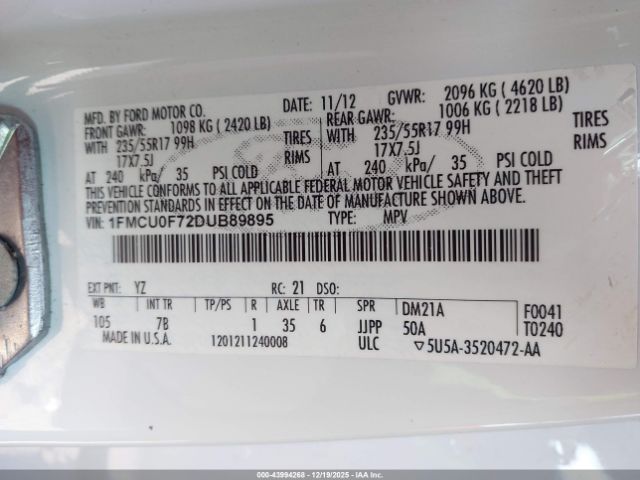 MFD. BY FORD MOTOR CO.
DATE: 11/12 GVWR: 2096 KG ( 4620 LB)
FRONT GAWR: 1098 KG ( 2420 LB) REAR GAWR: 1006 KG ( 2218 LB)
WITH 235/55R17 99H TIRES WITH 235/55R17 99H TIRES
17X7.5J RIMS 17X7.5J RIMS
AT 240 kPa/ 35 PSI COLD AT 240 kPa/ 35 PSI COLD
THIS VEHICLE CONFORMS TO ALL APPLICABLE FEDERAL MOTOR VEHICLE SAFETY AND THEFT
PREVENTION STANDARDS IN EFFECT ON THE DATE OF MANUFACTURE SHOWN ABOVE.
VIN: 1FMCU0F72DUB89895 TYPE: MPV
EXT PNT: YZ RC: 21 DSO:
WB INT TR TP/PS R AXLE TR SPR DM21A F0041
105 7B 1 35 6 JJPP 50A T0240
MADE IN U.S.A. 1201211240008 ULC ▽5U5A-3520472-AA
000-43994268 - 12/19/2025 - IAAI.COM